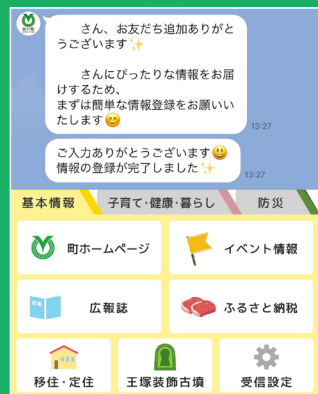 さん、お友だち追加ありがと
うございます✨
さんにぴったりな情報をお届
けするため、
まずは簡単な情報登録をお願いい
たします😊
13:27
ご入力ありがとうございます😃
情報の登録が完了しました✨
13:27
基本情報 子育て･健康･暮らし 防災
町ホームページ イベント情報
広報
広報誌 ふるさと納税
移住･定住 王塚装飾古墳 受信設定